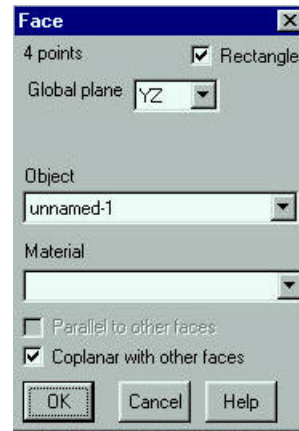 Face
4 points Rectangle
Global plane YZ
Object
unnamed-1
Material
Parallel to other faces
Coplanar with other faces
OK Cancel Help